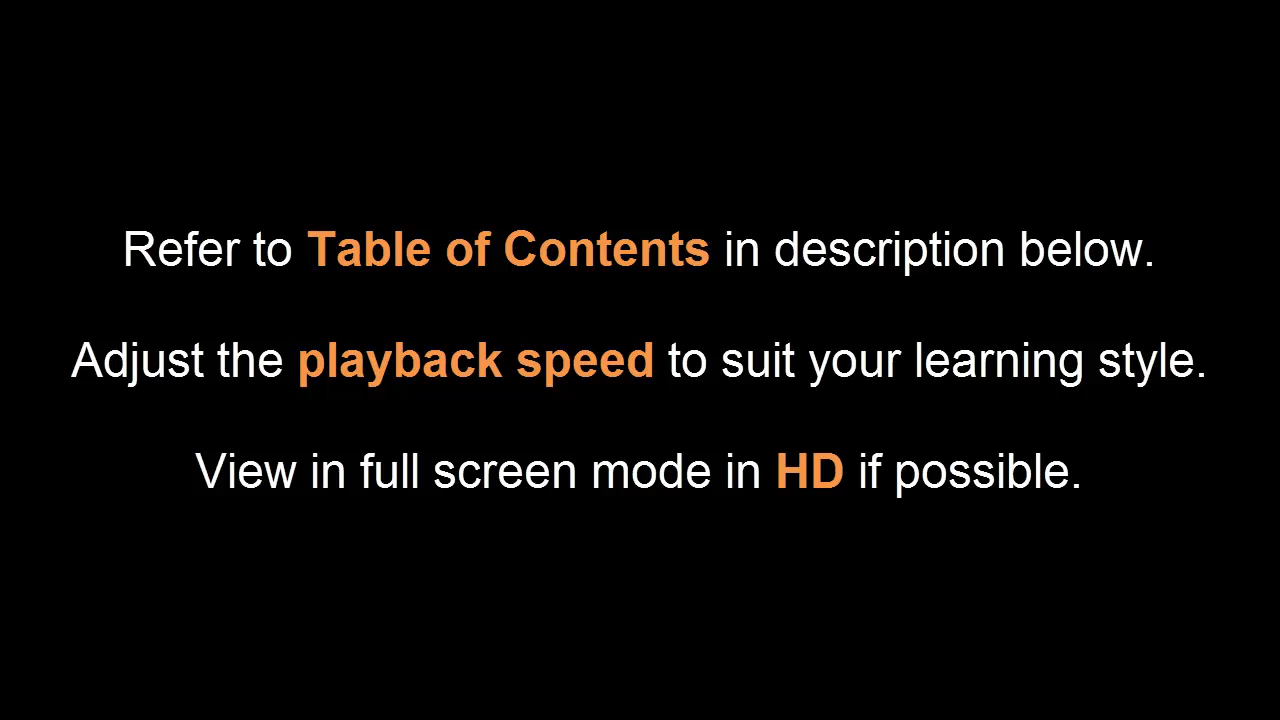 Refer to Table of Contents in description below.
Adjust the playback speed to suit your learning style.
View in full screen mode in HD if possible.